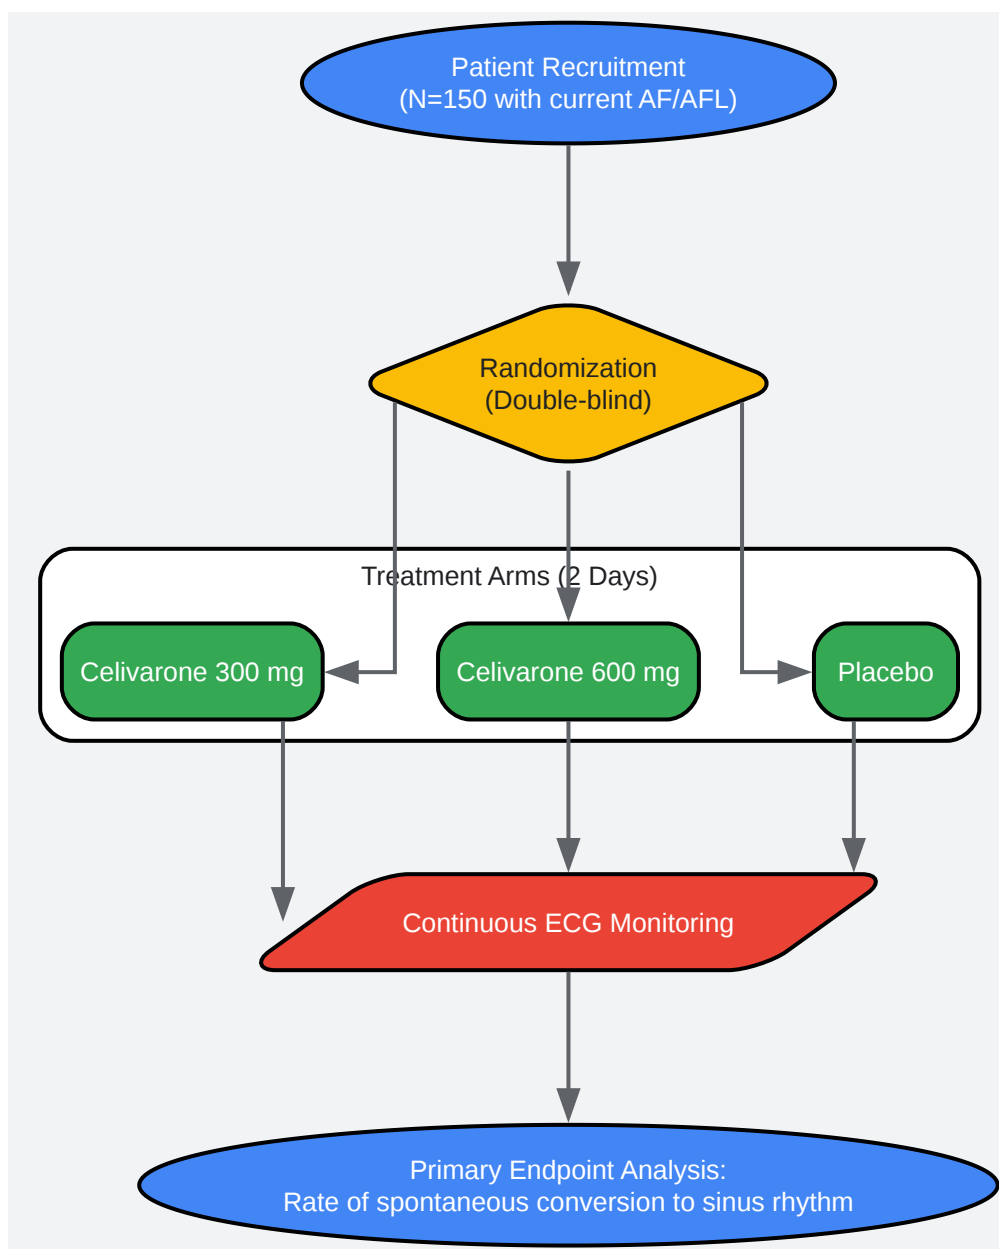 Patient Recruitment
(N=150 with current AF/AFL)
Randomization
(Double-blind)
Treatment Arms (2 Days)
Celivarone 300 mg
Celivarone 600 mg
Placebo
Continuous ECG Monitoring
Primary Endpoint Analysis:
Rate of spontaneous conversion to sinus rhythm